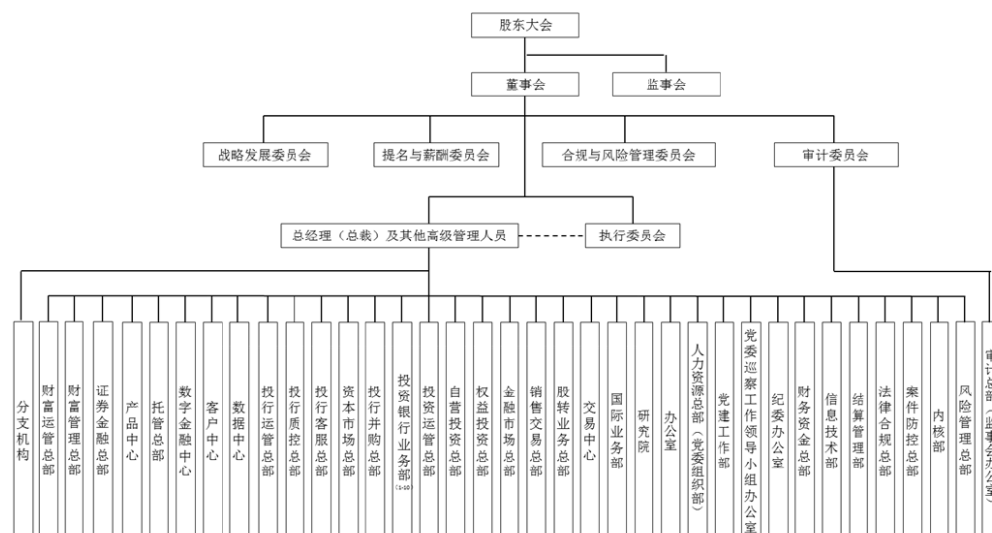 股东大会
董事会
监事会
战略发展委员会
提名与薪酬委员会
合规与风险管理委员会
审计委员会
总经理（总裁）及其他高级管理人员
执行委员会
分支机构
财富运管总部
财富管理总部
证券金融总部
产品中心
托管总部
数字金融中心
客户中心
数据中心
投行运管总部
投行质控总部
投行客服总部
资本市场总部
投行并购总部
投资银行业务部(1-10)
投资运管总部
自营投资总部
权益投资总部
金融市场总部
销售交易总部
股转业务总部
交易中心
国际业务部
研究院
办公室
人力资源总部（党委组织部）
党建工作部
党委巡察工作领导小组办公室
纪委办公室
财务资金总部
信息技术部
结算管理部
法律合规总部
案件防控总部
内核部
风险管理总部
审计总部（监事会办公室）